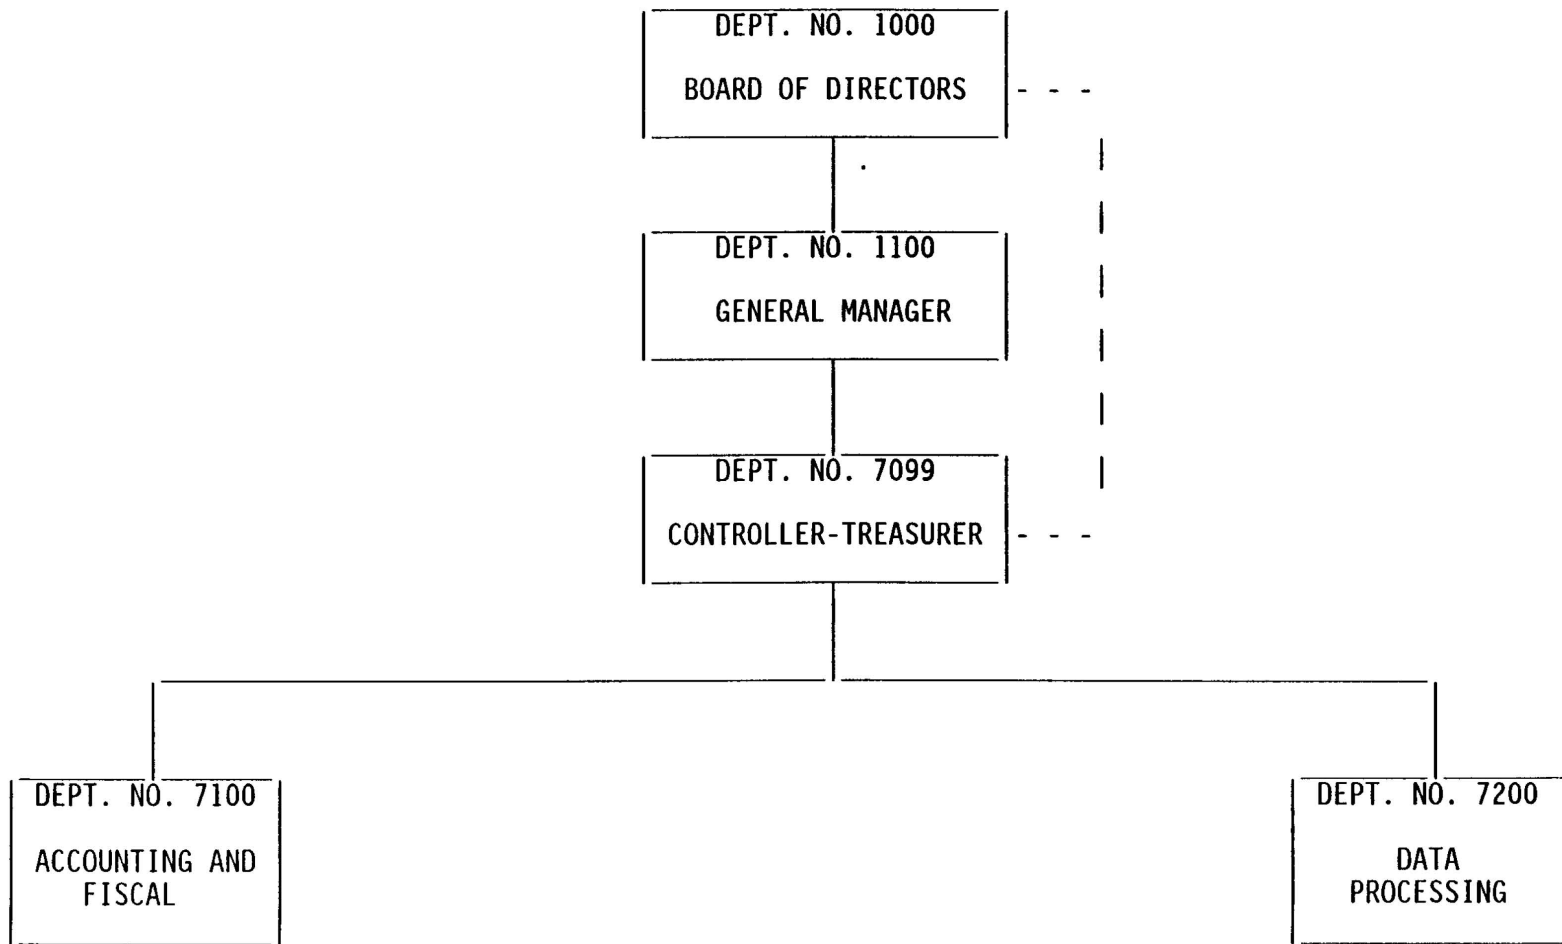 DEPT. NO. 1000
BOARD OF DIRECTORS
DEPT. NO. 1100
GENERAL MANAGER
DEPT. NO. 7099
CONTROLLER-TREASURER
DEPT. NO. 7100
ACCOUNTING AND
FISCAL
DEPT. NO. 7200
DATA
PROCESSING